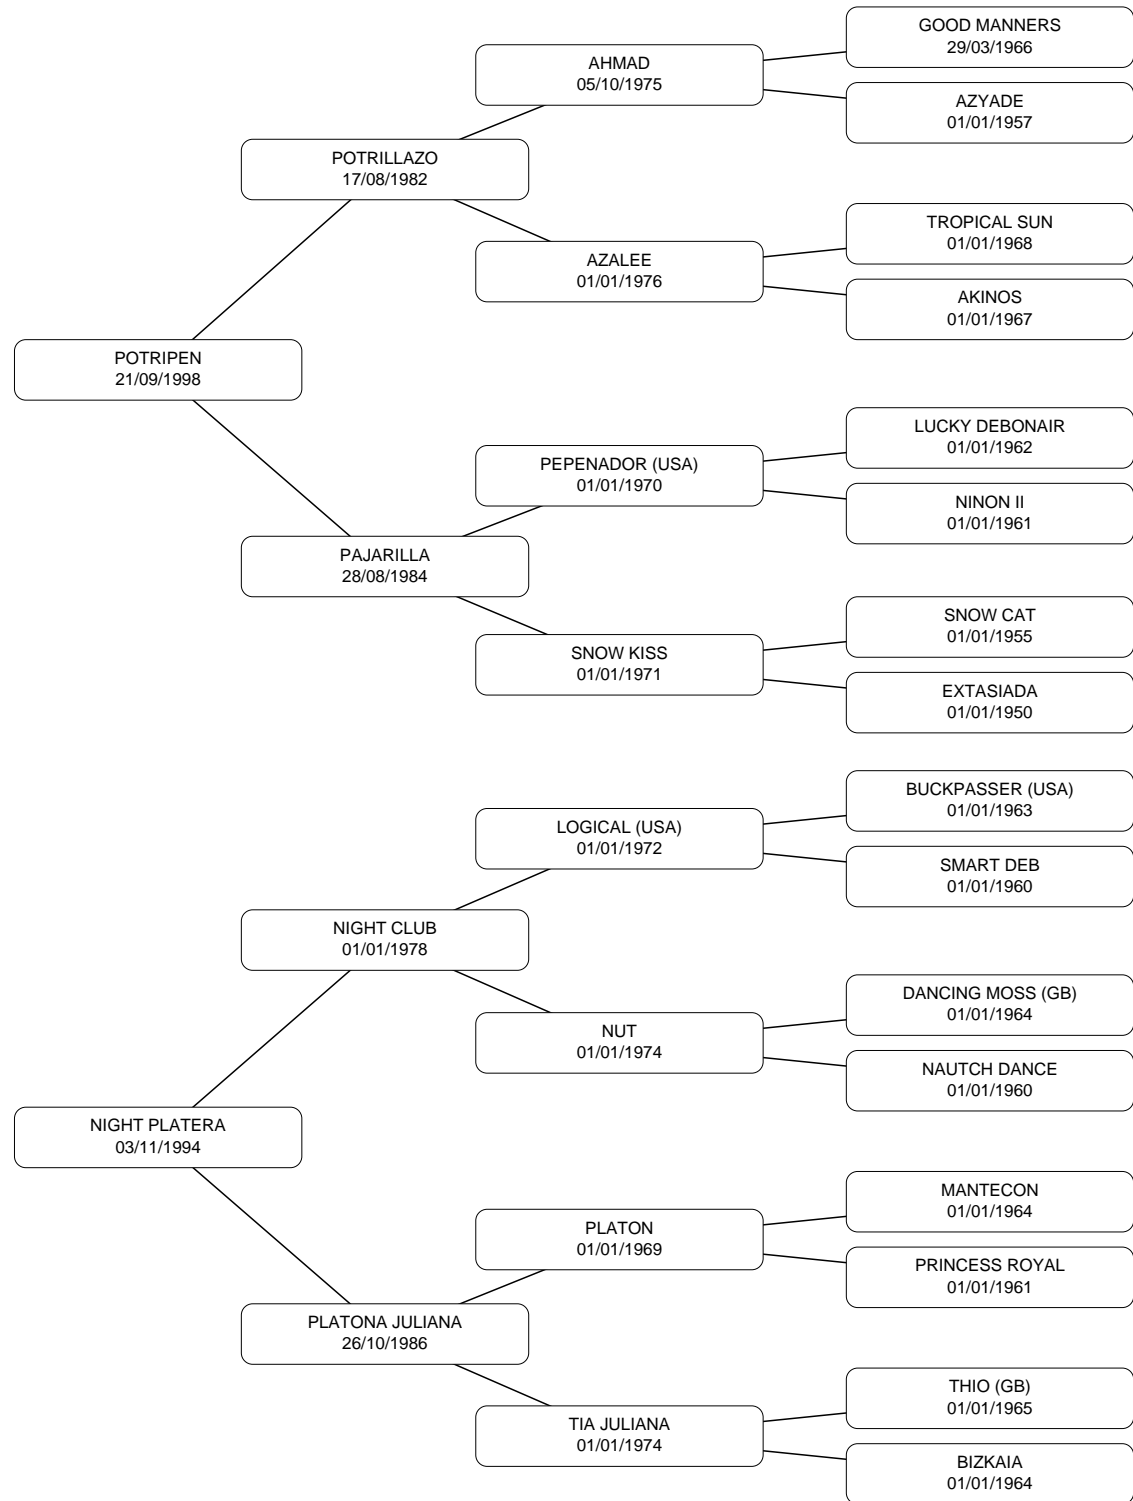 GOOD MANNERS
29/03/1966
AHMAD
05/10/1975
AZYADE
01/01/1957
POTRILLAZO
17/08/1982
TROPICAL SUN
01/01/1968
AZALEE
01/01/1976
AKINOS
01/01/1967
POTRIPEN
21/09/1998
LUCKY DEBONAIR
01/01/1962
PEPENADOR (USA)
01/01/1970
NINON II
01/01/1961
PAJARILLA
28/08/1984
SNOW CAT
01/01/1955
SNOW KISS
01/01/1971
EXTASIADA
01/01/1950
BUCKPASSER (USA)
01/01/1963
LOGICAL (USA)
01/01/1972
SMART DEB
01/01/1960
NIGHT CLUB
01/01/1978
DANCING MOSS (GB)
01/01/1964
NUT
01/01/1974
NAUTCH DANCE
01/01/1960
NIGHT PLATERA
03/11/1994
MANTECON
01/01/1964
PLATON
01/01/1969
PRINCESS ROYAL
01/01/1961
PLATONA JULIANA
26/10/1986
THIO (GB)
01/01/1965
TIA JULIANA
01/01/1974
BIZKAIA
01/01/1964